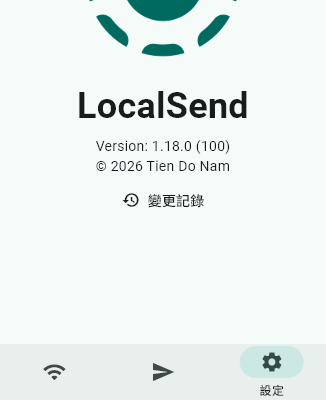 LocalSend
Version: 1.18.0 (100)
© 2026 Tien Do Nam
變更記錄
設定